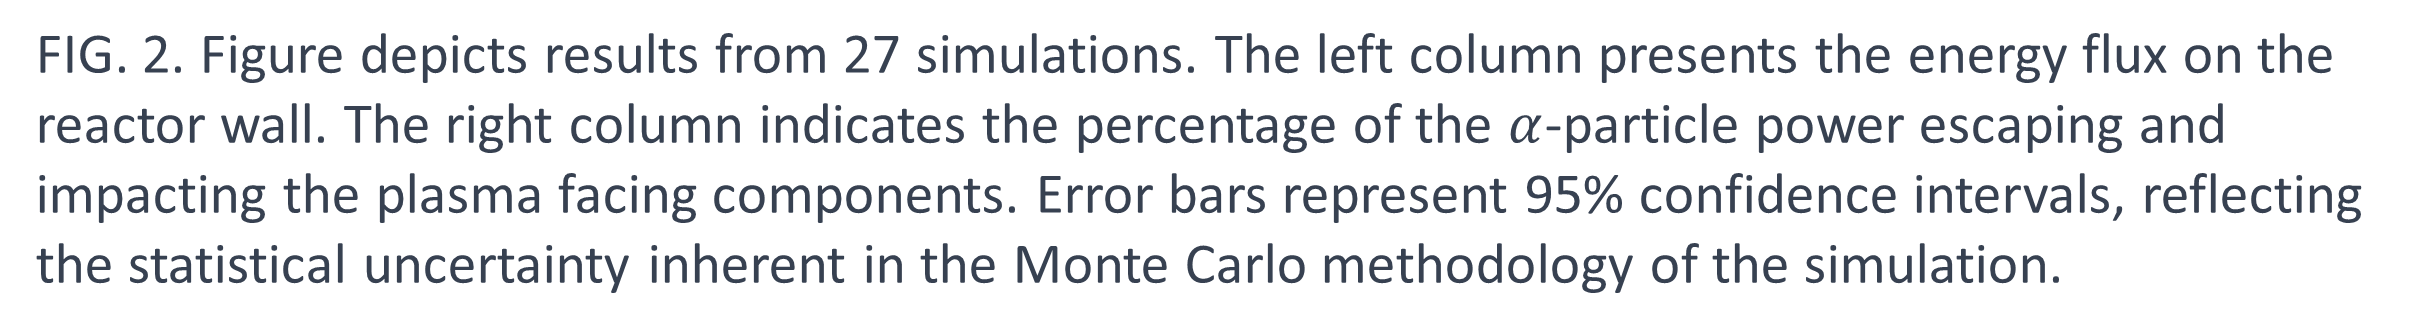 FIG. 2. Figure depicts results from 27 simulations. The left column presents the energy flux on the
reactor wall. The right column indicates the percentage of the α-particle power escaping and
impacting the plasma facing components. Error bars represent 95% confidence intervals, reflecting
the statistical uncertainty inherent in the Monte Carlo methodology of the simulation.